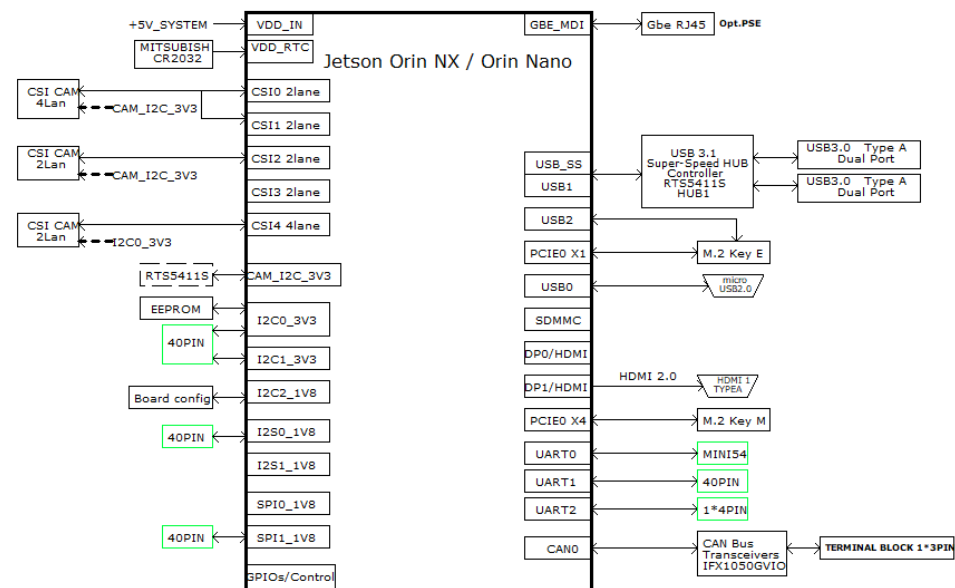 Jetson Orin NX / Orin Nano
+5V_SYSTEM
VDD_IN
MITSUBISH
CR2032
VDD_RTC
CSI CAM
4Lan
CAM_I2C_3V3
CSI0 2lane
CSI1 2lane
CSI CAM
2Lan
CAM_I2C_3V3
CSI2 2lane
CSI3 2lane
CSI CAM
2Lan
I2C0_3V3
CSI4 4lane
RTS5411S
CAM_I2C_3V3
EEPROM
40PIN
I2C0_3V3
I2C1_3V3
Board config
I2C2_1V8
40PIN
I2S0_1V8
I2S1_1V8
SPI0_1V8
40PIN
SPI1_1V8
GPIOs/Control
GBE_MDI
Gbe RJ45
Opt.PSE
USB_SS
USB1
USB 3.1
Super-Speed HUB
Controller
RTS5411S
HUB1
USB3.0 Type A
Dual Port
USB3.0 Type A
Dual Port
USB2
PCIE0 X1
M.2 Key E
USB0
micro
USB2.0
SDMMC
DP0/HDMI
DP1/HDMI
HDMI 2.0
HDMI 1
TYPEA
PCIE0 X4
M.2 Key M
UART0
MINI54
UART1
40PIN
UART2
1*4PIN
CAN0
CAN Bus
Transceivers
IFX1050GVIO
TERMINAL BLOCK 1*3PIN